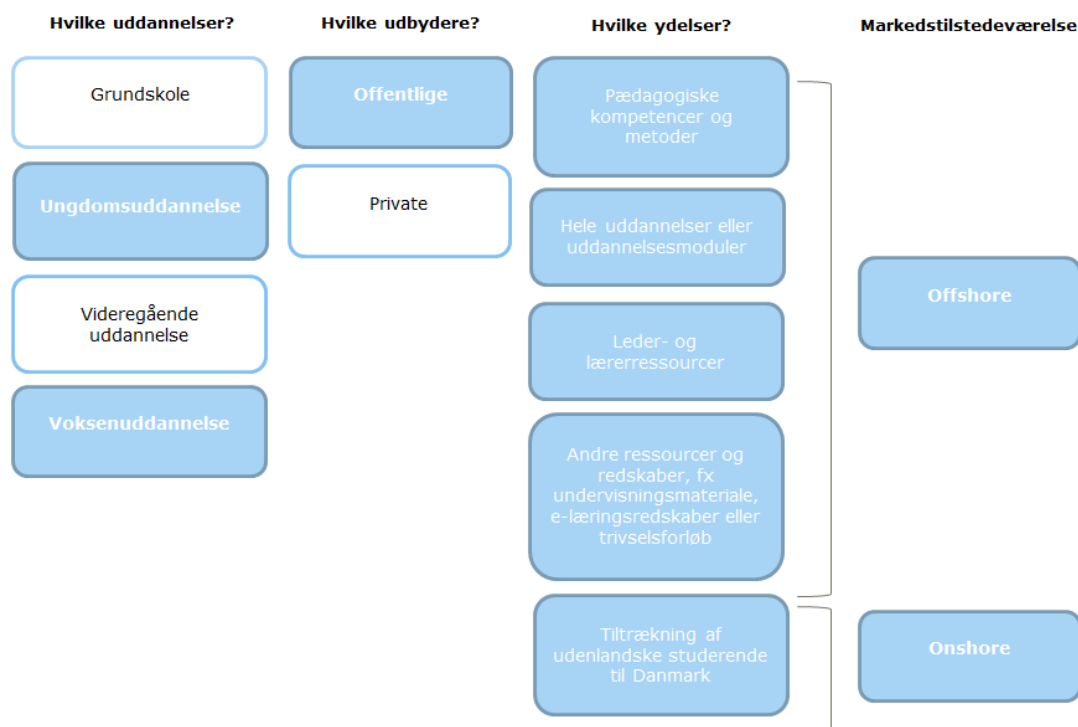 Hvilke uddannelser?
Grundskole
Ungdomsuddannelse
Videregående
uddannelse
Voksenuddannelse
Hvilke udbydere?
Offentlige
Private
Hvilke ydelser?
Pædagogiske
kompetencer og
metoder
Hele uddannelser eller
uddannelsesmoduler
Leder- og
lærerressourcer
Andre ressourcer og
redskaber, fx
undervisningsmateriale,
e-læringsredskaber eller
trivselsforløb
Tiltrækning af
udenlandske studerende
til Danmark
Markedstilstedeværelse
Offshore
Onshore